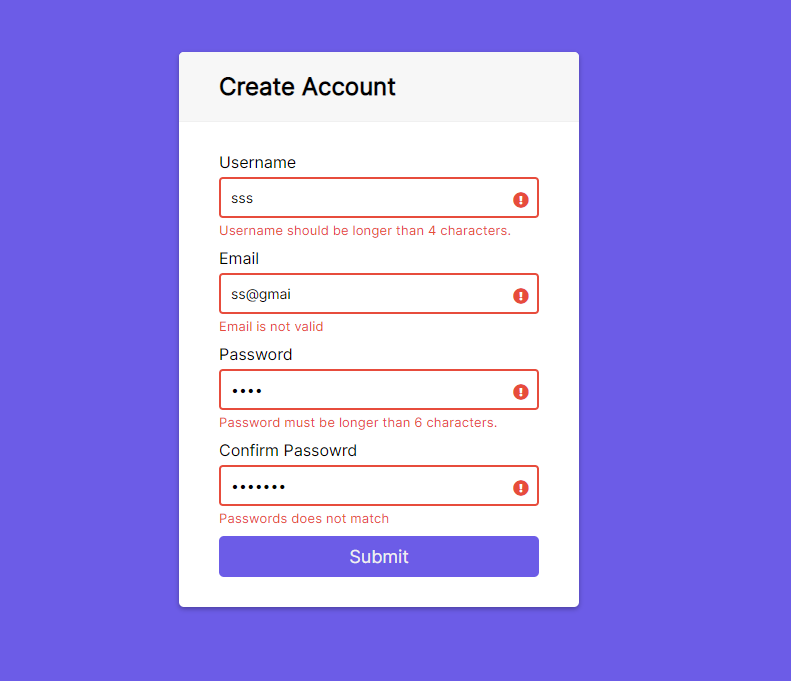 Create Account
Username
sss
Username should be longer than 4 characters.
Email
ss@gmai
Email is not valid
Password
••••
Password must be longer than 6 characters.
Confirm Passowrd
•••••••
Passwords does not match
Submit